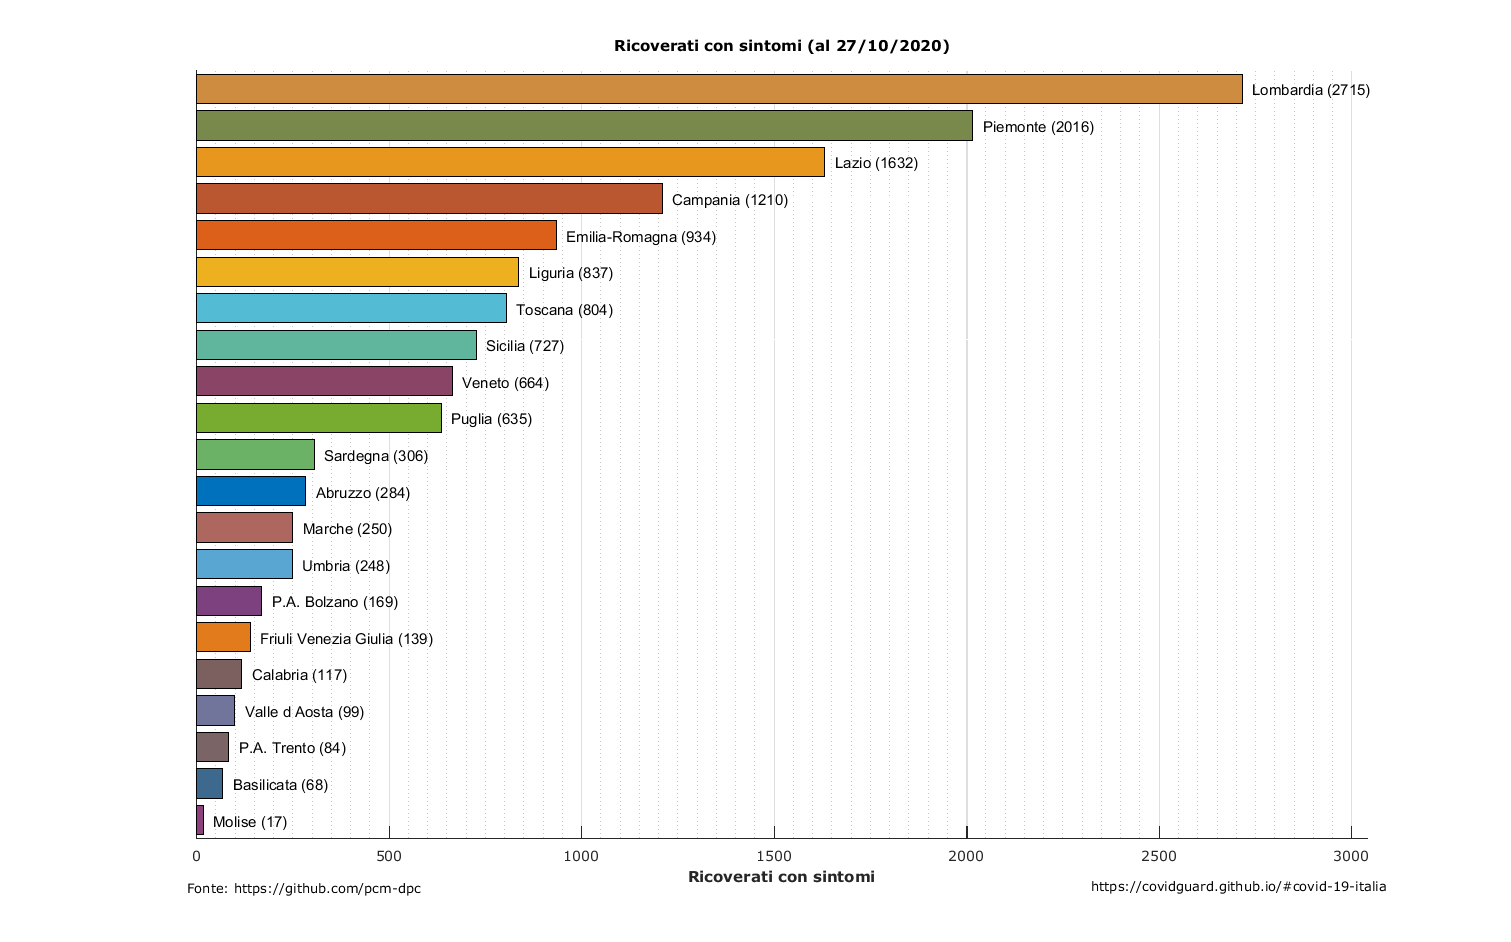 Ricoverati con sintomi (al 27/10/2020)
Lombardia (2715)
Piemonte (2016)
Lazio (1632)
Campania (1210)
Emilia-Romagna (934)
Liguria (837)
Toscana (804)
Sicilia (727)
Veneto (664)
Puglia (635)
Sardegna (306)
Abruzzo (284)
Marche (250)
Umbria (248)
P.A. Bolzano (169)
Friuli Venezia Giulia (139)
Calabria (117)
Valle d Aosta (99)
P.A. Trento (84)
Basilicata (68)
Molise (17)
0 500 1000 1500 2000 2500 3000
Ricoverati con sintomi
Fonte: https://github.com/pcm-dpc
https://covidguard.github.io/#covid-19-italia